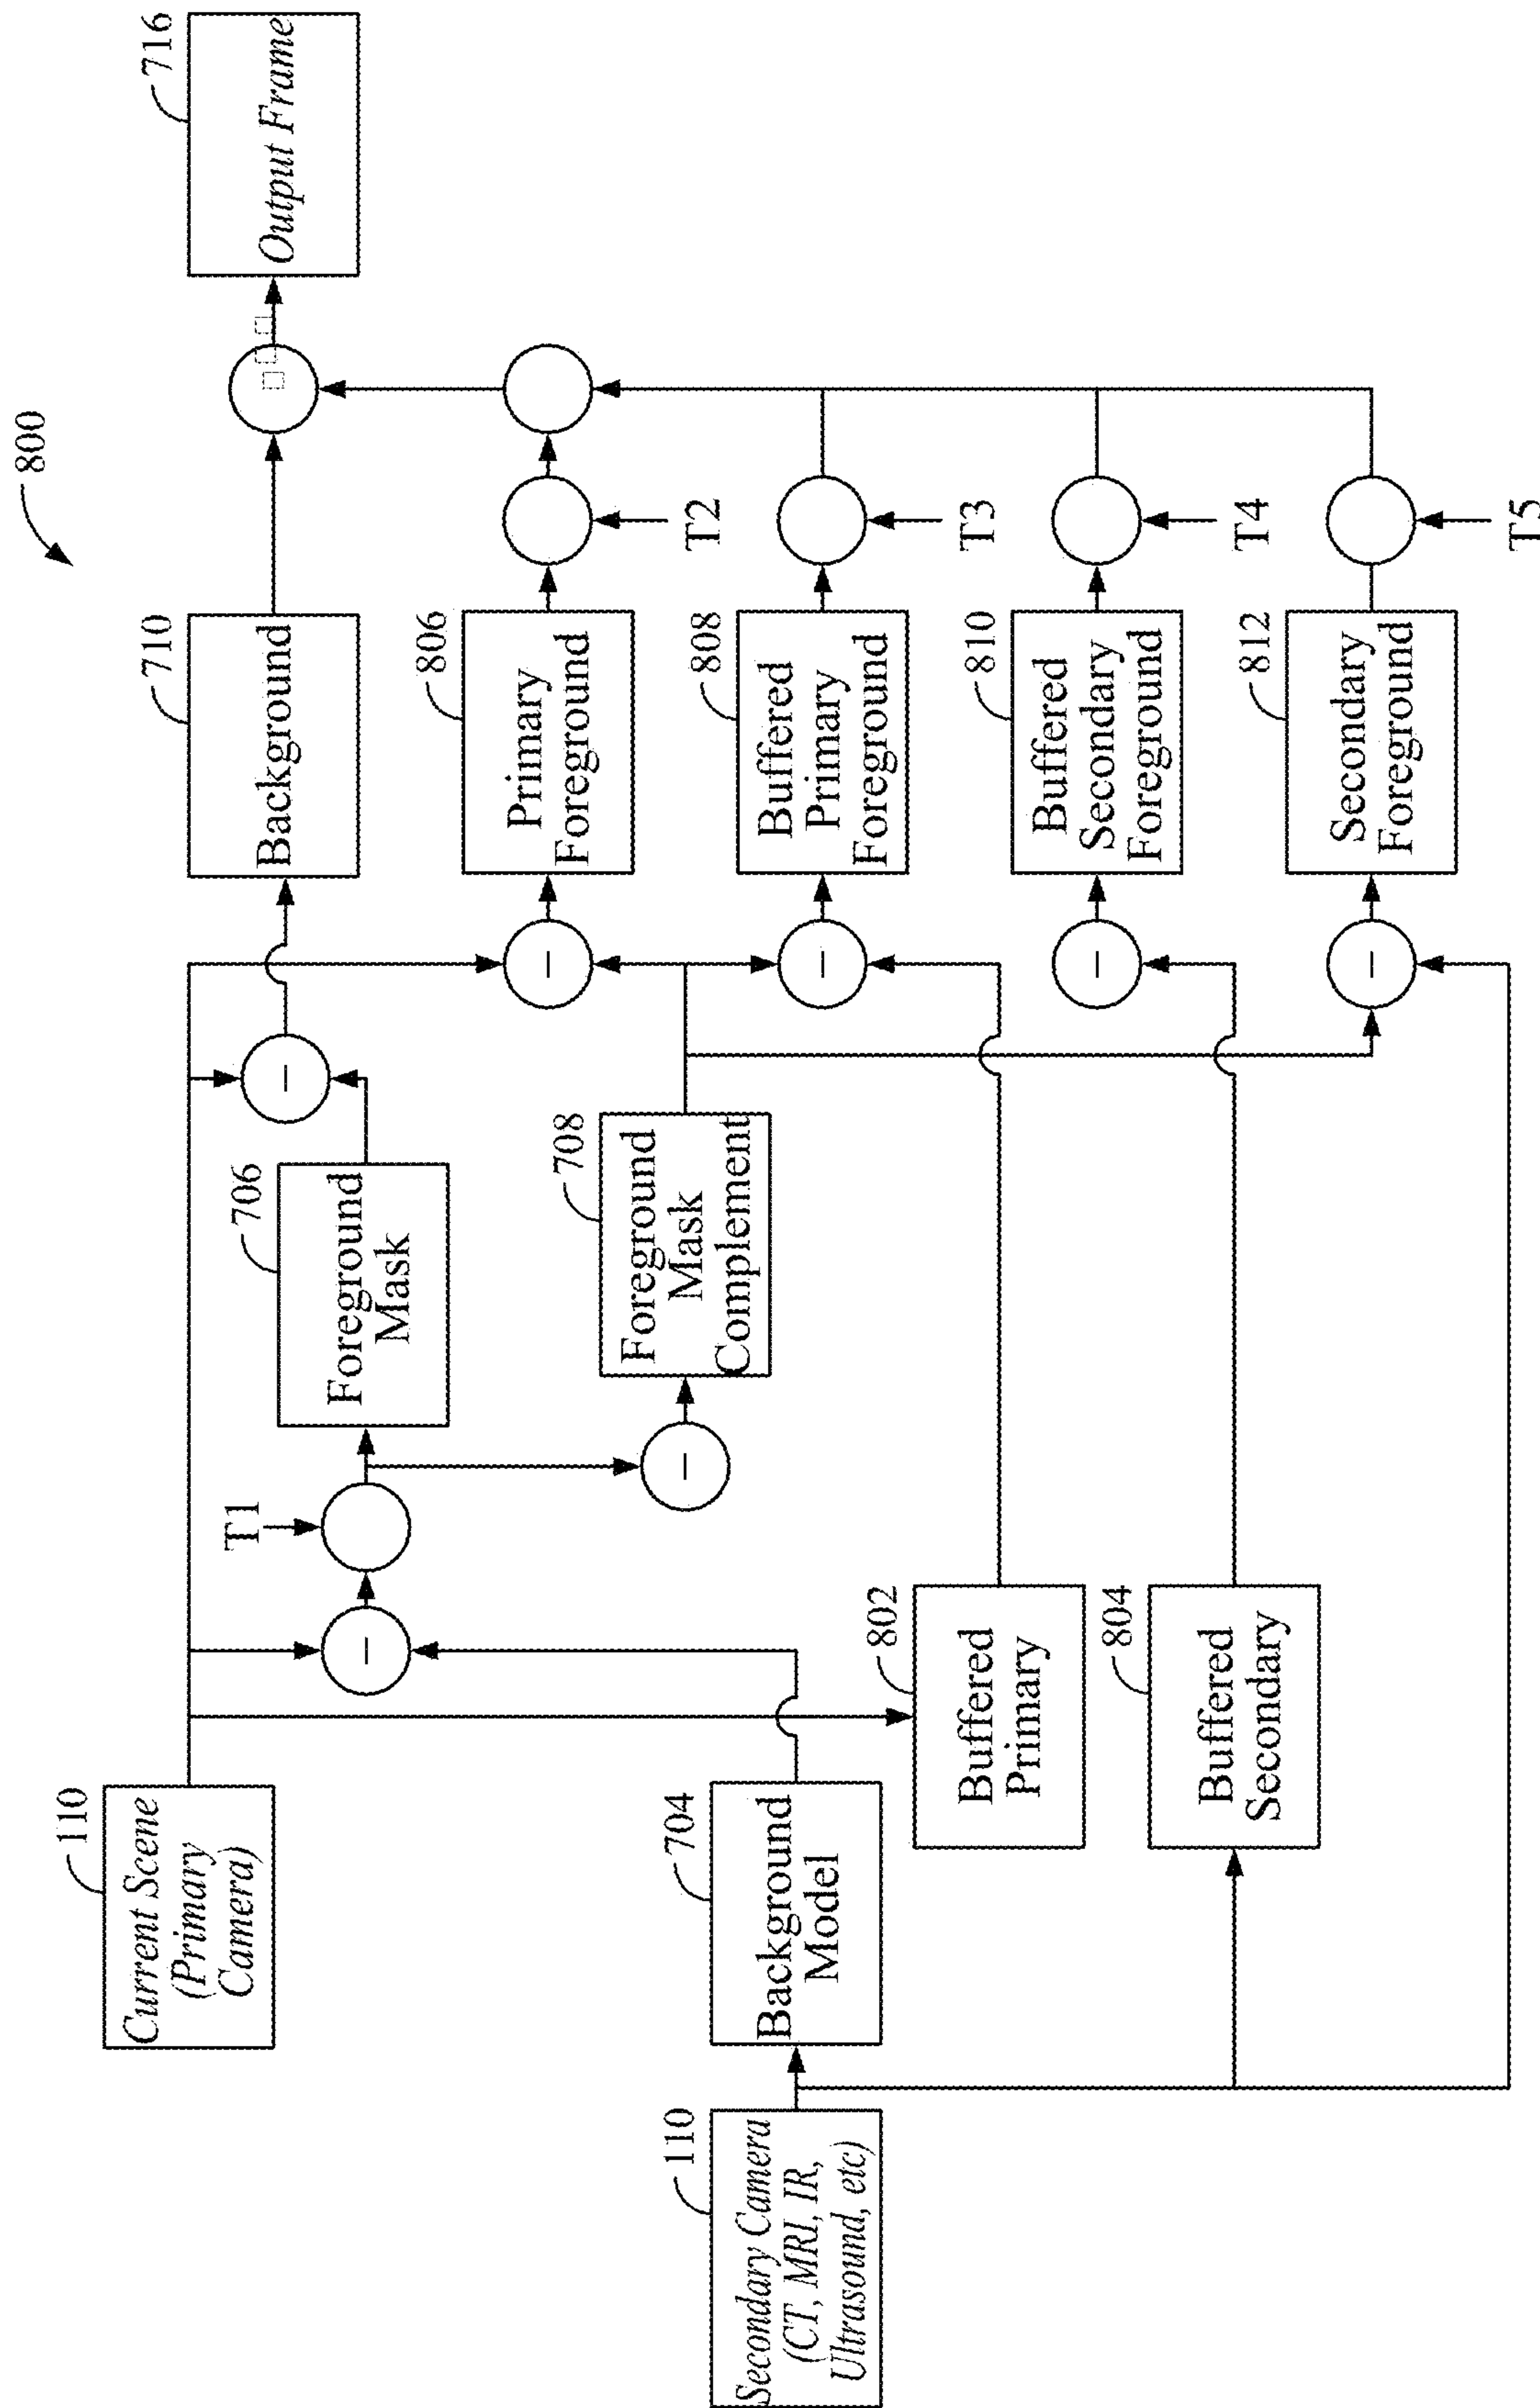 800
110
Current Scene
(Primary
Camera)
110
Secondary Camera
(CT, MRI, IR,
Ultrasound, etc)
704
Background
Model
802
Buffered
Primary
804
Buffered
Secondary
T1
706
Foreground
Mask
708
Foreground
Mask
Complement
−
−
−
−
−
−
−
710
Background
806
Primary
Foreground
808
Buffered
Primary
Foreground
810
Buffered
Secondary
Foreground
812
Secondary
Foreground
T2
T3
T4
T5
716
Output Frame